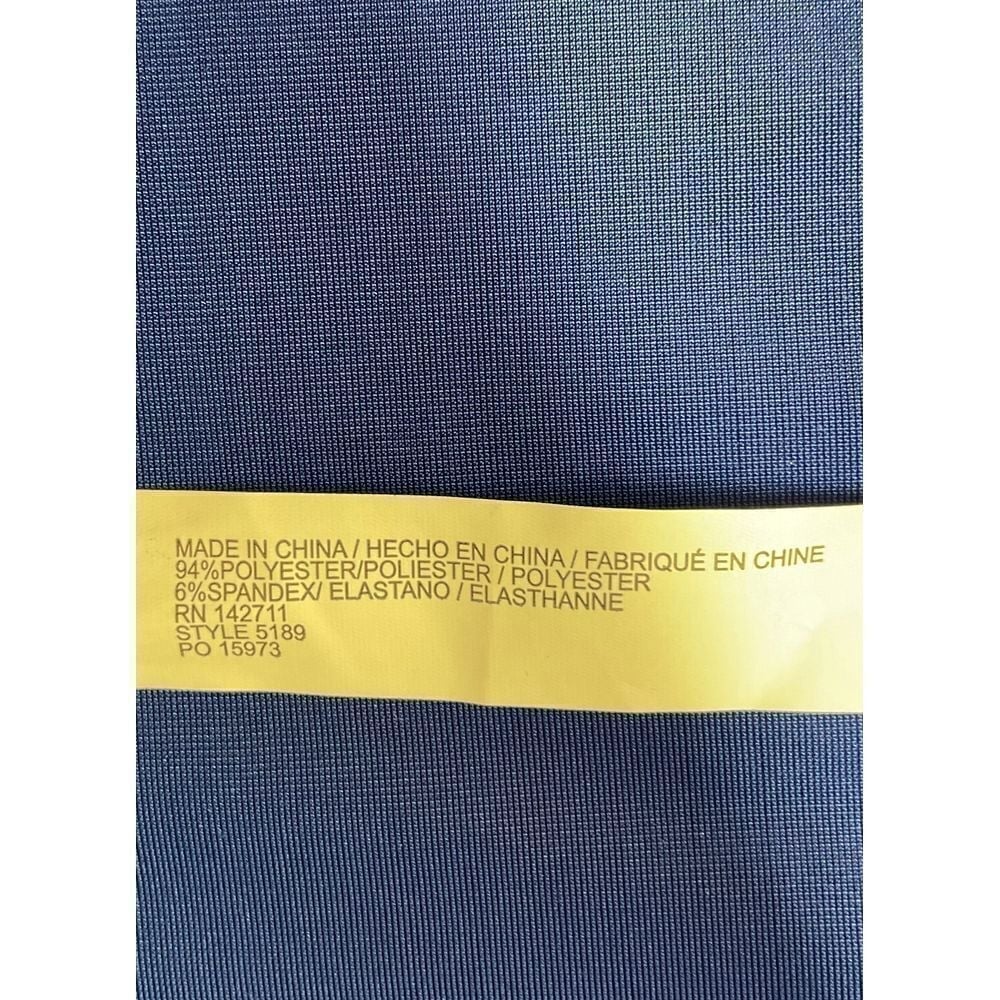 MADE IN CHINA / HECHO EN CHINA / FABRIQUÉ EN CHINE
94%POLYESTER/POLIESTER / POLYESTER
6%SPANDEX/ ELASTANO / ELASTHANNE
RN 142711
STYLE 5189
PO 15973